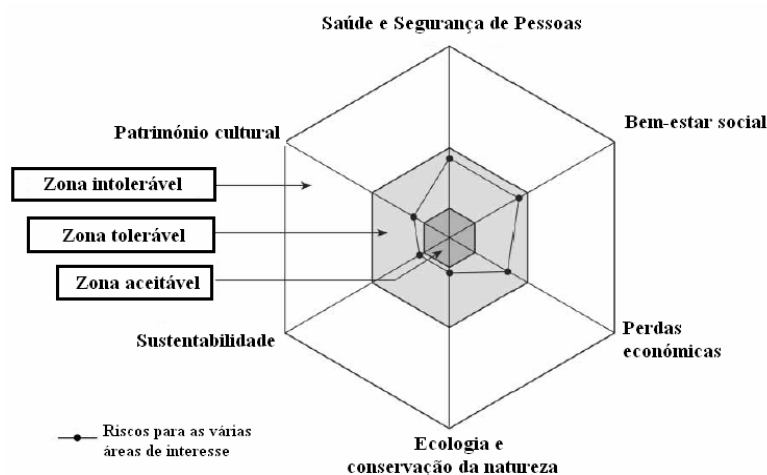 Saúde e Segurança de Pessoas
Património cultural
Bem-estar social
Zona intolerável
Zona tolerável
Zona aceitável
Sustentabilidade
Perdas
económicas
Riscos para as várias
áreas de interesse
Ecologia e
conservação da natureza